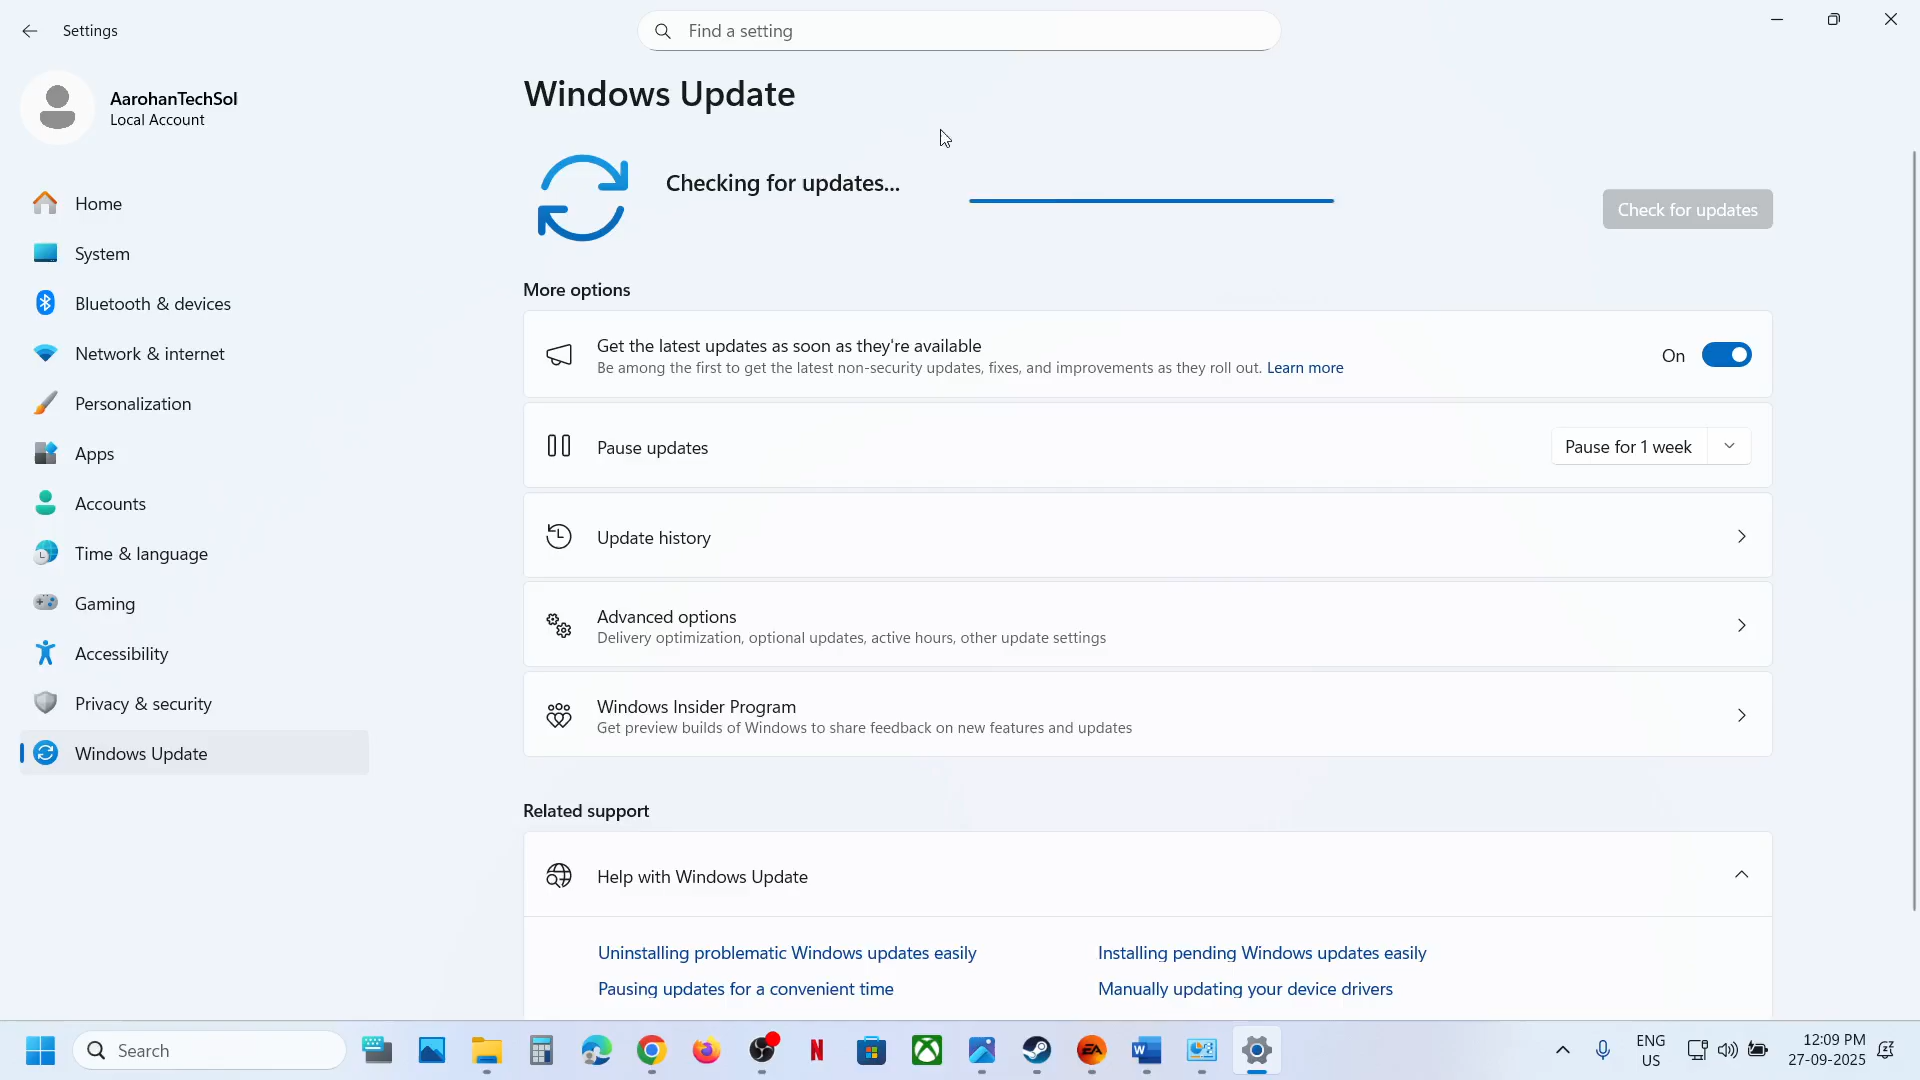 Settings
Find a setting
AarohanTechSol
Local Account
Home
System
Bluetooth & devices
Network & internet
Personalization
Apps
Accounts
Time & language
Gaming
Accessibility
Privacy & security
Windows Update
Windows Update
Checking for updates...
Check for updates
More options
Get the latest updates as soon as they're available
Be among the first to get the latest non-security updates, fixes, and improvements as they roll out. Learn more
On
Pause updates
Pause for 1 week
Update history
Advanced options
Delivery optimization, optional updates, active hours, other update settings
Windows Insider Program
Get preview builds of Windows to share feedback on new features and updates
Related support
Help with Windows Update
Uninstalling problematic Windows updates easily
Installing pending Windows updates easily
Pausing updates for a convenient time
Manually updating your device drivers
Search
N
EA
W
ENG
US
12:09 PM
27-09-2025